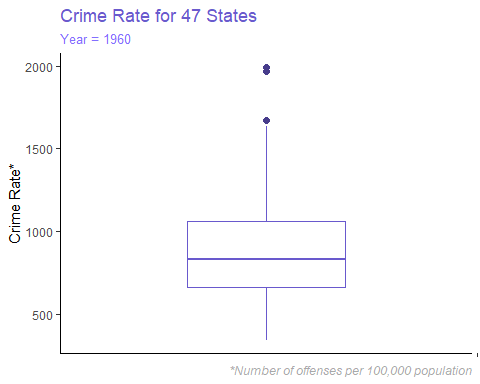 Crime Rate for 47 States
Year = 1960
2000
1500
1000
500
Crime Rate*
*Number of offenses per 100,000 population